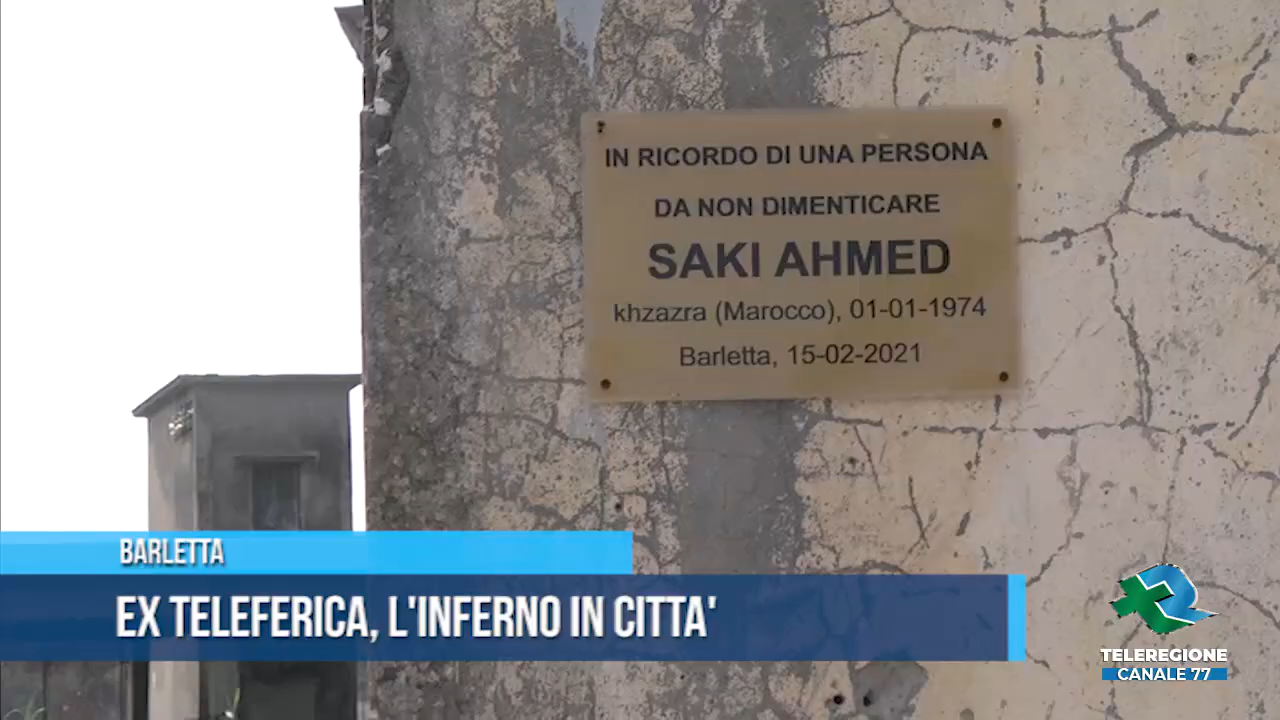 IN RICORDO DI UNA PERSONA
DA NON DIMENTICARE
SAKI AHMED
khzazra (Marocco), 01-01-1974
Barletta, 15-02-2021
BARLETTA
EX TELEFERICA, L'INFERNO IN CITTA'
TELEREGIONE
CANALE 77